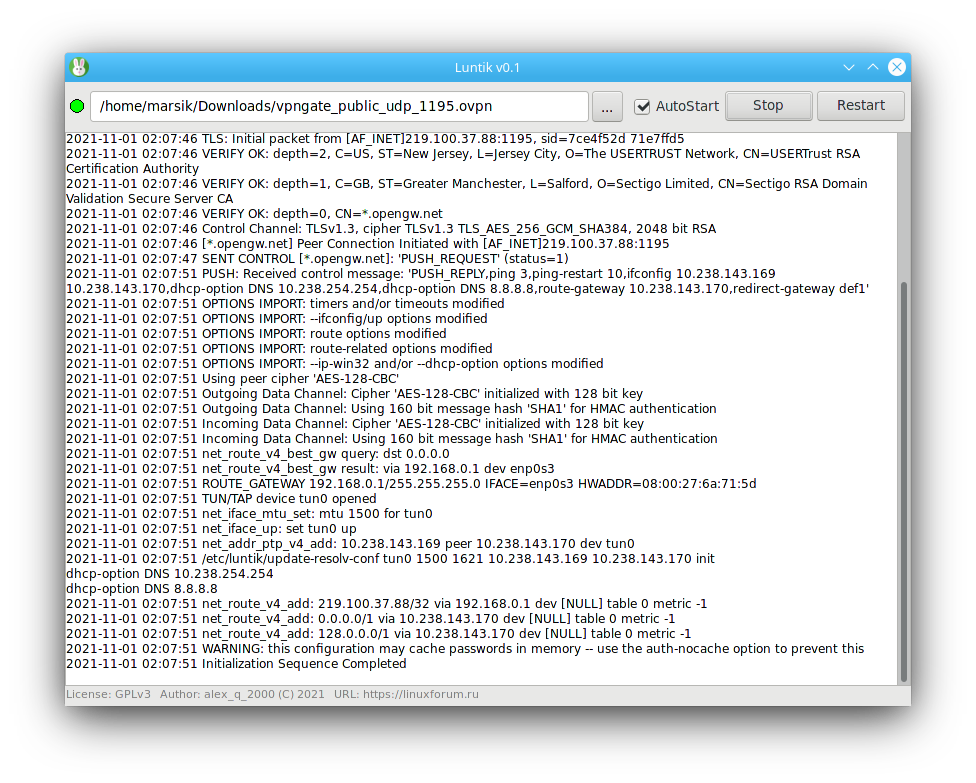 Luntik v0.1
/home/marsik/Downloads/vpngate_public_udp_1195.ovpn ... AutoStart Stop Restart
2021-11-01 02:07:46 TLS: Initial packet from [AF_INET]219.100.37.88:1195, sid=7ce4f52d 71e7ffd5
2021-11-01 02:07:46 VERIFY OK: depth=2, C=US, ST=New Jersey, L=Jersey City, O=The USERTRUST Network, CN=USERTrust RSA
Certification Authority
2021-11-01 02:07:46 VERIFY OK: depth=1, C=GB, ST=Greater Manchester, L=Salford, O=Sectigo Limited, CN=Sectigo RSA Domain
Validation Secure Server CA
2021-11-01 02:07:46 VERIFY OK: depth=0, CN=*.opengw.net
2021-11-01 02:07:46 Control Channel: TLSv1.3, cipher TLSv1.3 TLS_AES_256_GCM_SHA384, 2048 bit RSA
2021-11-01 02:07:46 [*.opengw.net] Peer Connection Initiated with [AF_INET]219.100.37.88:1195
2021-11-01 02:07:47 SENT CONTROL [*.opengw.net]: 'PUSH_REQUEST' (status=1)
2021-11-01 02:07:51 PUSH: Received control message: 'PUSH_REPLY,ping 3,ping-restart 10,ifconfig 10.238.143.169
10.238.143.170,dhcp-option DNS 10.238.254.254,dhcp-option DNS 8.8.8.8,route-gateway 10.238.143.170,redirect-gateway def1'
2021-11-01 02:07:51 OPTIONS IMPORT: timers and/or timeouts modified
2021-11-01 02:07:51 OPTIONS IMPORT: --ifconfig/up options modified
2021-11-01 02:07:51 OPTIONS IMPORT: route options modified
2021-11-01 02:07:51 OPTIONS IMPORT: route-related options modified
2021-11-01 02:07:51 OPTIONS IMPORT: --ip-win32 and/or --dhcp-option options modified
2021-11-01 02:07:51 Using peer cipher 'AES-128-CBC'
2021-11-01 02:07:51 Outgoing Data Channel: Cipher 'AES-128-CBC' initialized with 128 bit key
2021-11-01 02:07:51 Outgoing Data Channel: Using 160 bit message hash 'SHA1' for HMAC authentication
2021-11-01 02:07:51 Incoming Data Channel: Cipher 'AES-128-CBC' initialized with 128 bit key
2021-11-01 02:07:51 Incoming Data Channel: Using 160 bit message hash 'SHA1' for HMAC authentication
2021-11-01 02:07:51 net_route_v4_best_gw query: dst 0.0.0.0
2021-11-01 02:07:51 net_route_v4_best_gw result: via 192.168.0.1 dev enp0s3
2021-11-01 02:07:51 ROUTE_GATEWAY 192.168.0.1/255.255.255.0 IFACE=enp0s3 HWADDR=08:00:27:6a:71:5d
2021-11-01 02:07:51 TUN/TAP device tun0 opened
2021-11-01 02:07:51 net_iface_mtu_set: mtu 1500 for tun0
2021-11-01 02:07:51 net_iface_up: set tun0 up
2021-11-01 02:07:51 net_addr_ptp_v4_add: 10.238.143.169 peer 10.238.143.170 dev tun0
2021-11-01 02:07:51 /etc/luntik/update-resolv-conf tun0 1500 1621 10.238.143.169 10.238.143.170 init
dhcp-option DNS 10.238.254.254
dhcp-option DNS 8.8.8.8
2021-11-01 02:07:51 net_route_v4_add: 219.100.37.88/32 via 192.168.0.1 dev [NULL] table 0 metric -1
2021-11-01 02:07:51 net_route_v4_add: 0.0.0.0/1 via 10.238.143.170 dev [NULL] table 0 metric -1
2021-11-01 02:07:51 net_route_v4_add: 128.0.0.0/1 via 10.238.143.170 dev [NULL] table 0 metric -1
2021-11-01 02:07:51 WARNING: this configuration may cache passwords in memory -- use the auth-nocache option to prevent this
2021-11-01 02:07:51 Initialization Sequence Completed
License: GPLv3 Author: alex_q_2000 (C) 2021 URL: https://linuxforum.ru